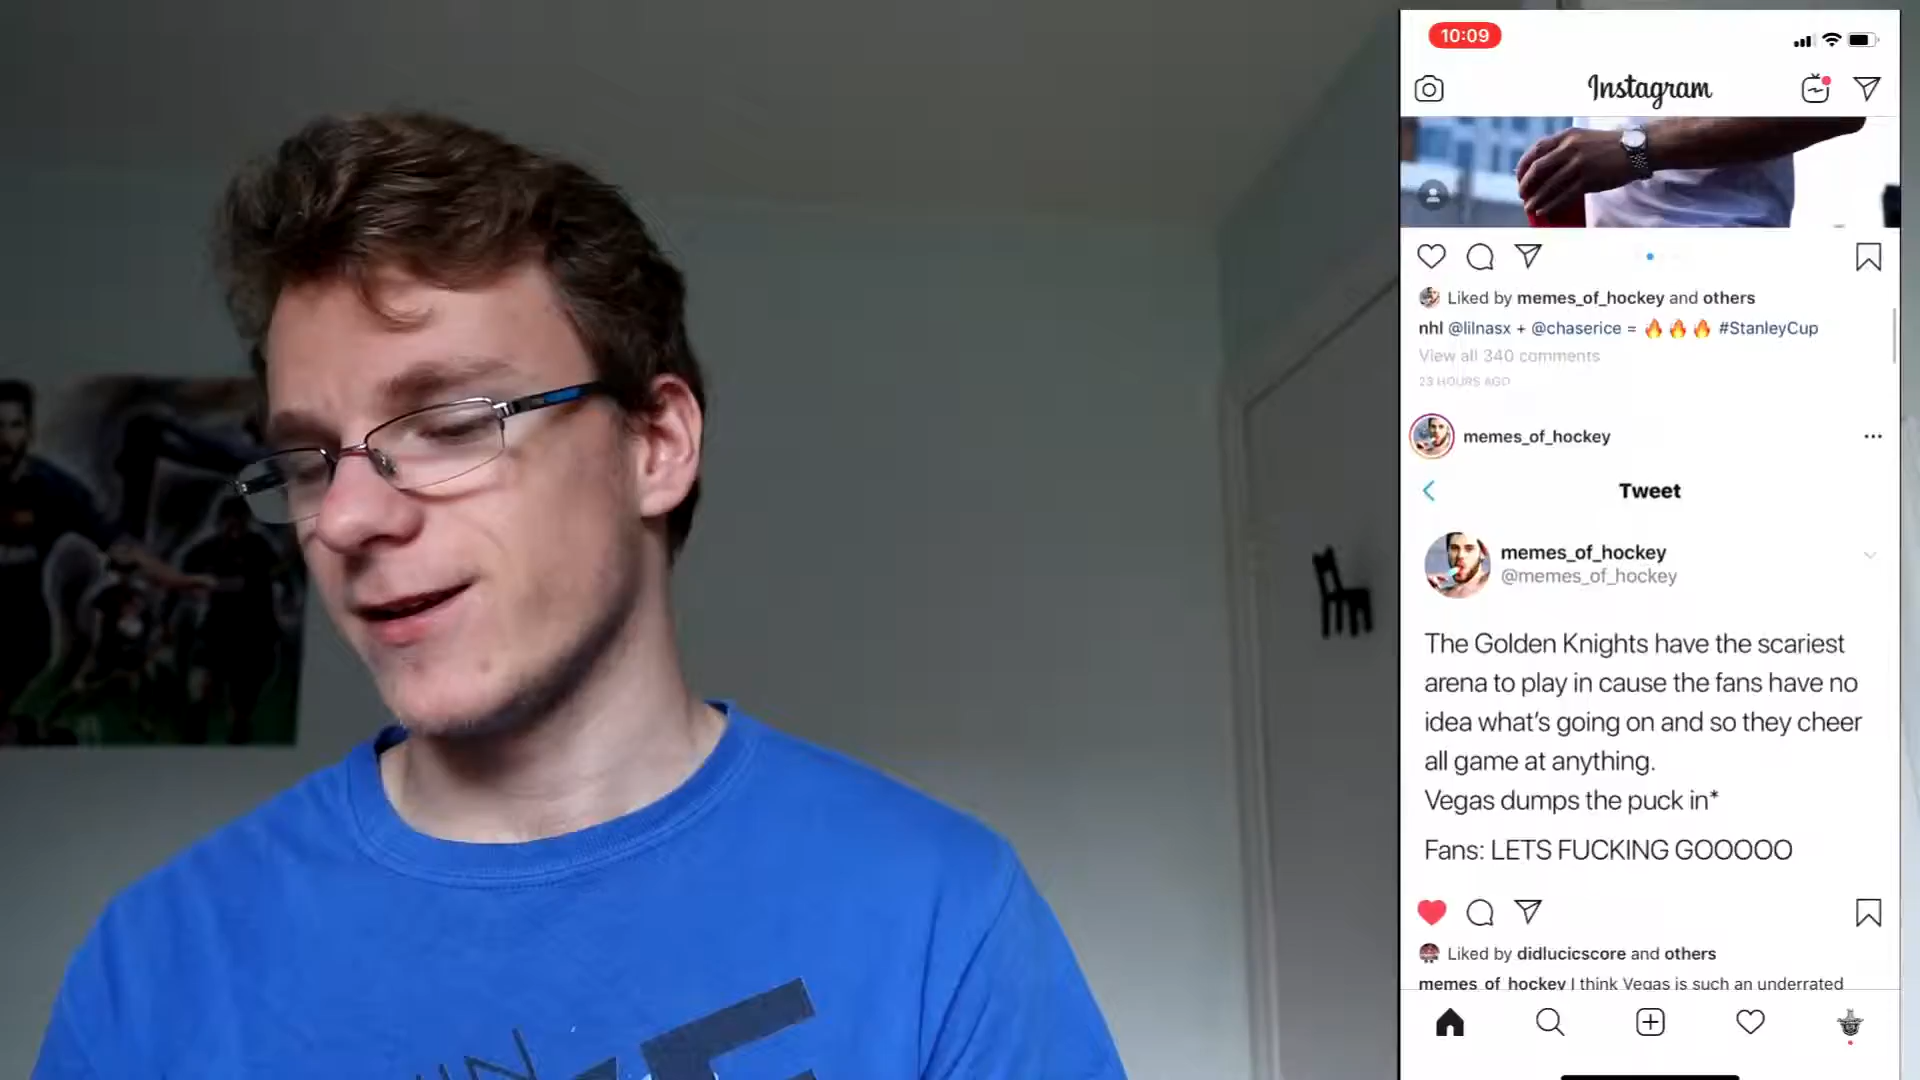 10:09
Instagram
Liked by memes_of_hockey and others
nhl @lilnasx + @chaserice = 🔥🔥🔥 #StanleyCup
View all 340 comments
23 HOURS AGO
memes_of_hockey
Tweet
memes_of_hockey
@memes_of_hockey
The Golden Knights have the scariest
arena to play in cause the fans have no
idea what's going on and so they cheer
all game at anything.
Vegas dumps the puck in*
Fans: LETS FUCKING GOOOOO
Liked by didlucicscore and others
memes_of_hockey I think Vegas is such an underrated